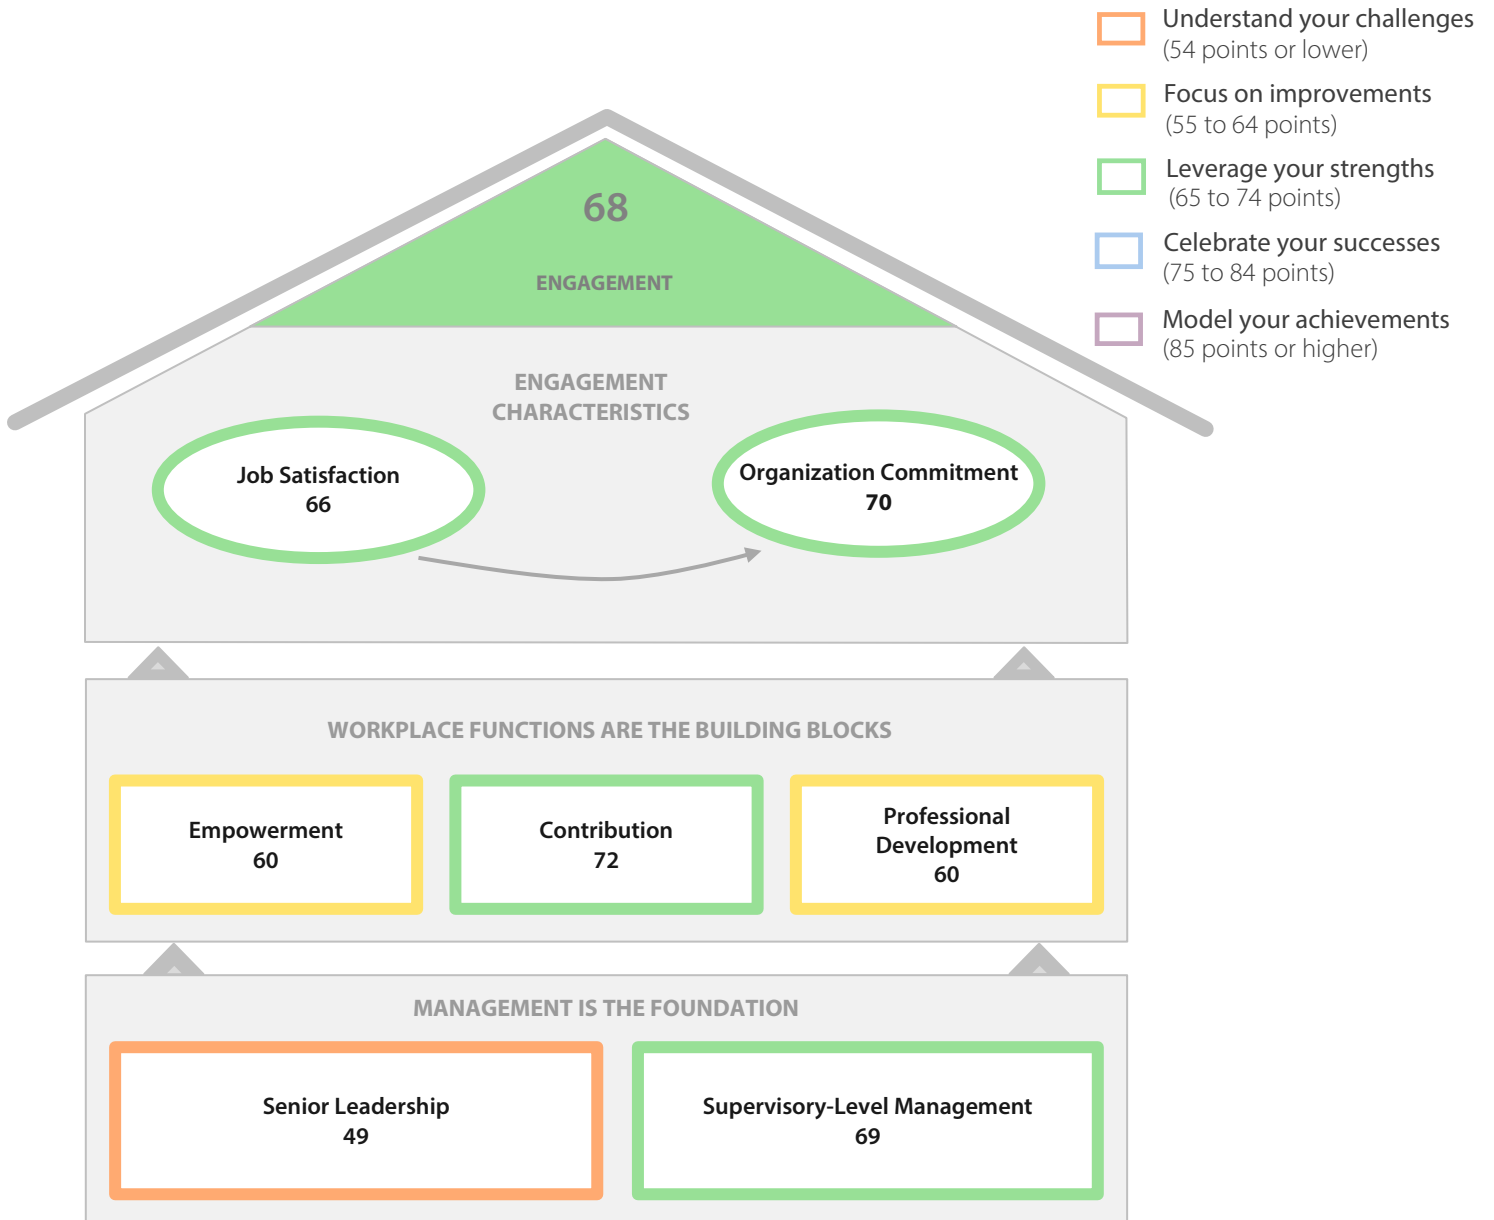 Understand your challenges
(54 points or lower)
Focus on improvements
(55 to 64 points)
Leverage your strengths
(65 to 74 points)
Celebrate your successes
(75 to 84 points)
Model your achievements
(85 points or higher)
68
ENGAGEMENT
ENGAGEMENT
CHARACTERISTICS
Job Satisfaction
66
Organization Commitment
70
WORKPLACE FUNCTIONS ARE THE BUILDING BLOCKS
Empowerment
60
Contribution
72
Professional
Development
60
MANAGEMENT IS THE FOUNDATION
Senior Leadership
49
Supervisory-Level Management
69